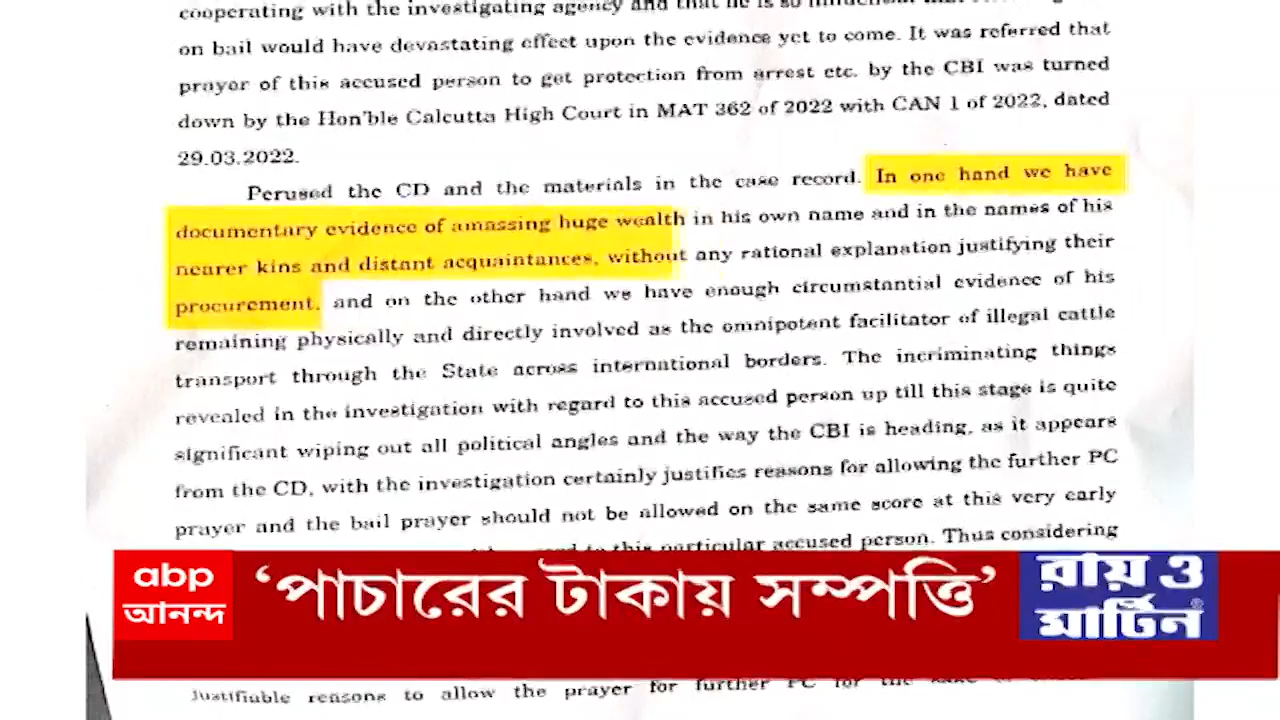 cooperating with the investigating agency and that he is so
on bail would have devastating effect upon the evidence yet to come. It was referred that
prayer of this accused person to get protection from arrest etc. by the CBI was turned
down by the Hon'ble Calcutta High Court in MAT 362 of 2022 with CAN 1 of 2022, dated
29.03.2022.
Perused the CD and the materials in the case record. In one hand we have
documentary evidence of amassing huge wealth in his own name and in the names of his
nearer kins and distant acquaintances, without any rational explanation justifying their
procurement, and on the other hand we have enough circumstantial evidence of his
remaining physically and directly involved as the omnipotent facilitator of illegal cattle
transport through the State across international borders. The incriminating things
revealed in the investigation with regard to this accused person up till this stage is quite
significant wiping out all political angles and the way the CBI is heading, as it appears
from the CD, with the investigation certainly justifies reasons for allowing the further PC
prayer and the bail prayer should not be allowed on the same score at this very early
to this particular accused person. Thus considering
abp
আনন্দ
‘পাচারের টাকায় সম্পত্তি’
রায় ও
মার্টিন®
Justifiable reasons to allow the prayer for further PC for the